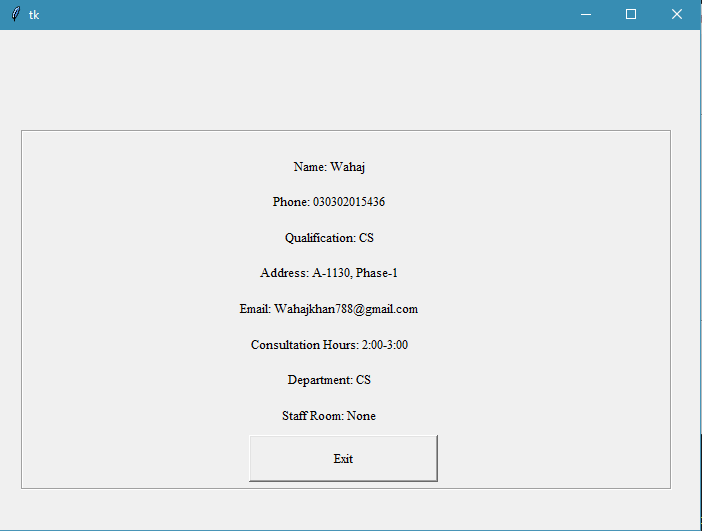 tk
Name: Wahaj
Phone: 030302015436
Qualification: CS
Address: A-1130, Phase-1
Email: Wahajkhan788@gmail.com
Consultation Hours: 2:00-3:00
Department: CS
Staff Room: None
Exit